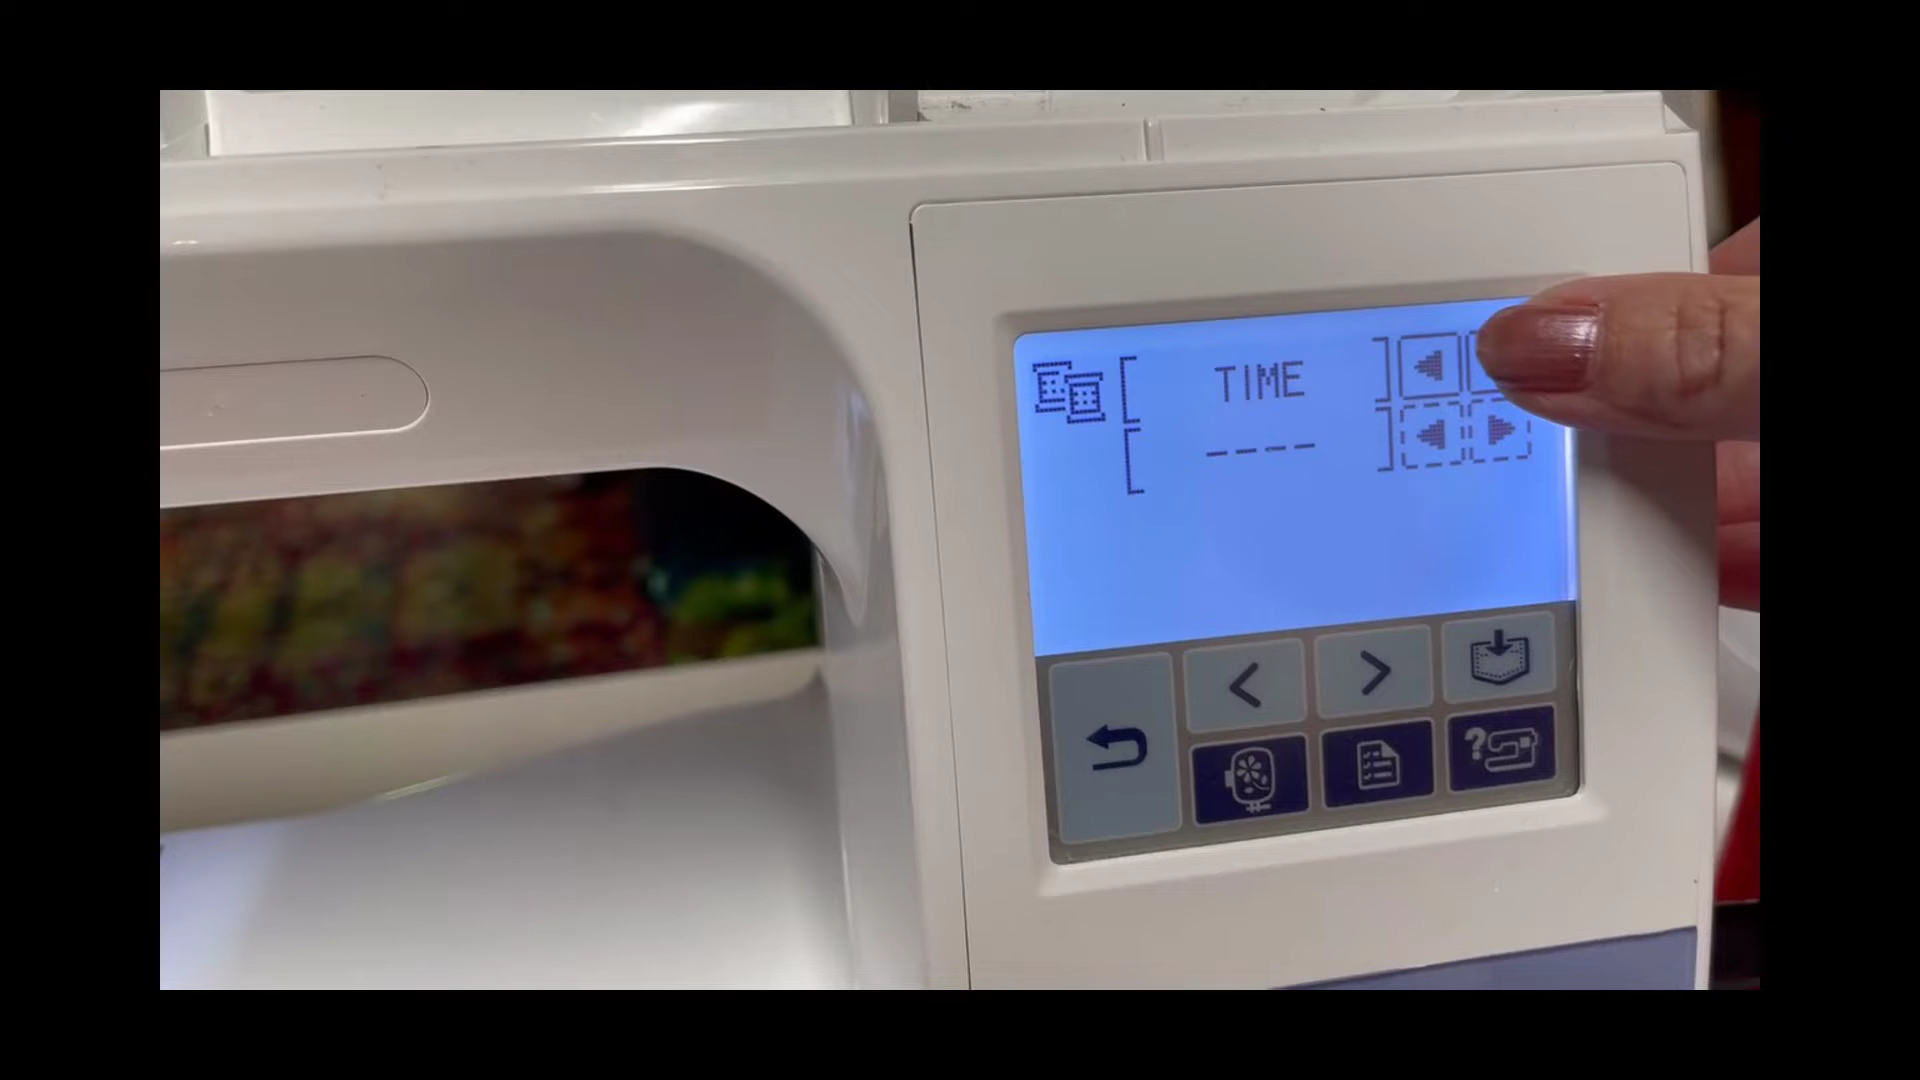 [ TIME ]
[ ---- ]